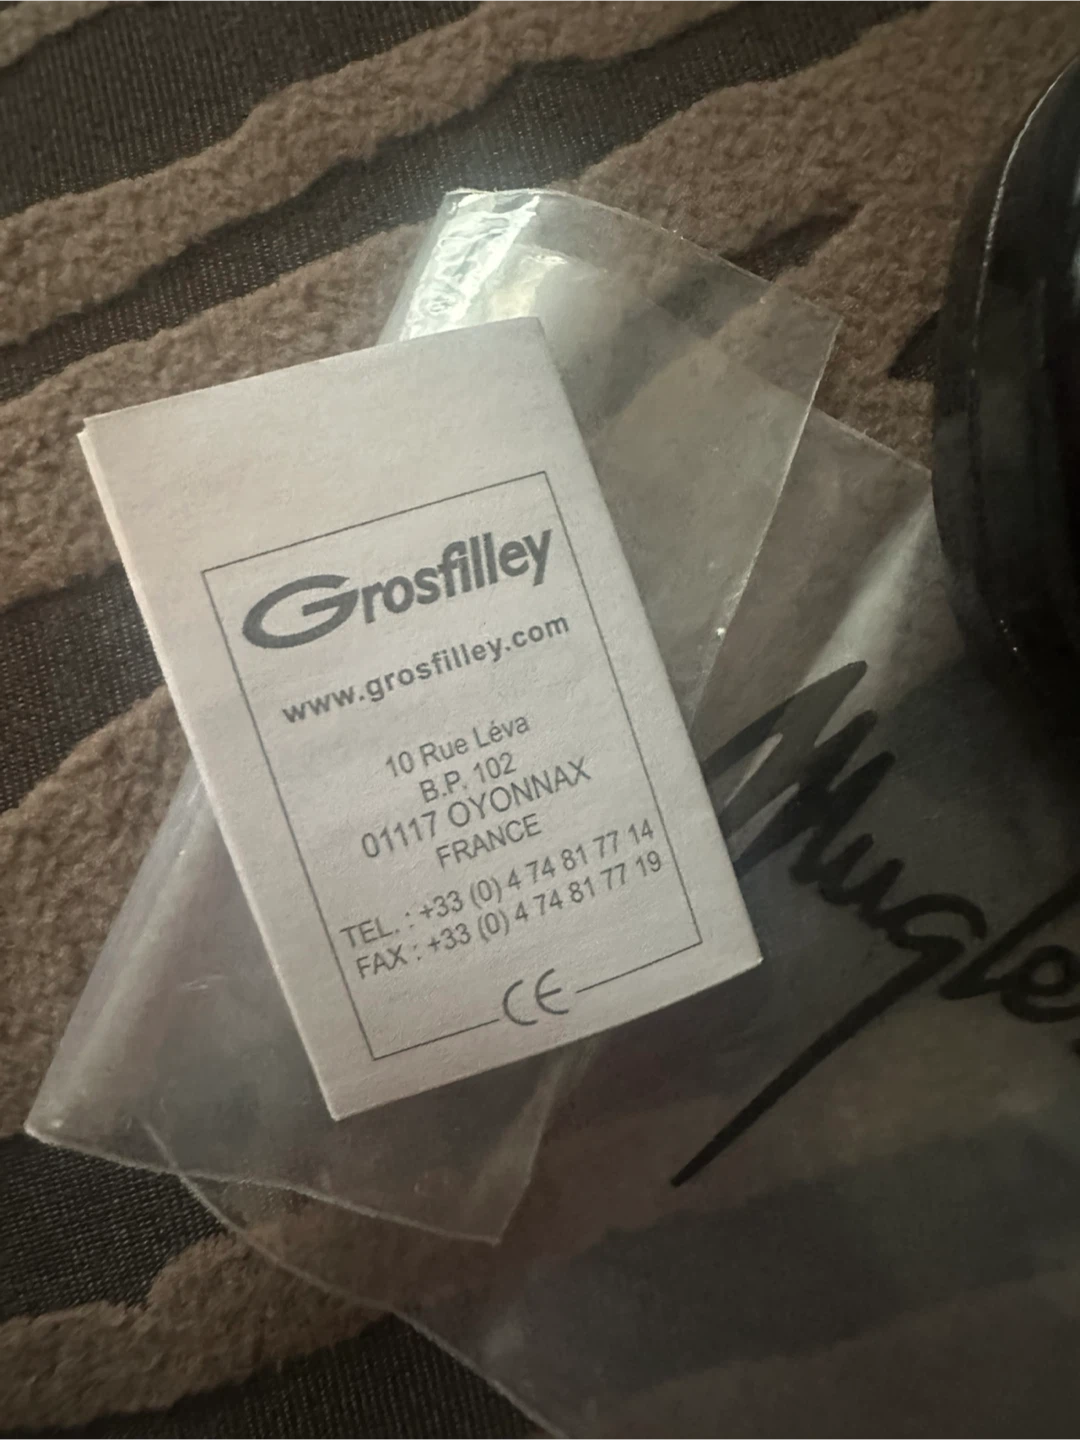 Grosfilley
www.grosfilley.com
10 Rue Léva
B.P. 102
01117 OYONNAX
FRANCE
TEL. : +33 (0) 4 74 81 77 14
FAX : +33 (0) 4 74 81 77 19
CE
Mugler